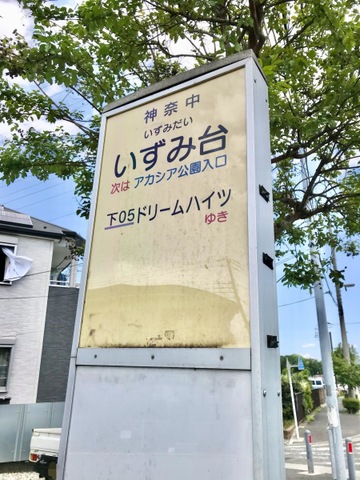 神奈中
いずみだい
いずみ台
次は アカシア公園入口
下05ドリームハイツ
ゆき